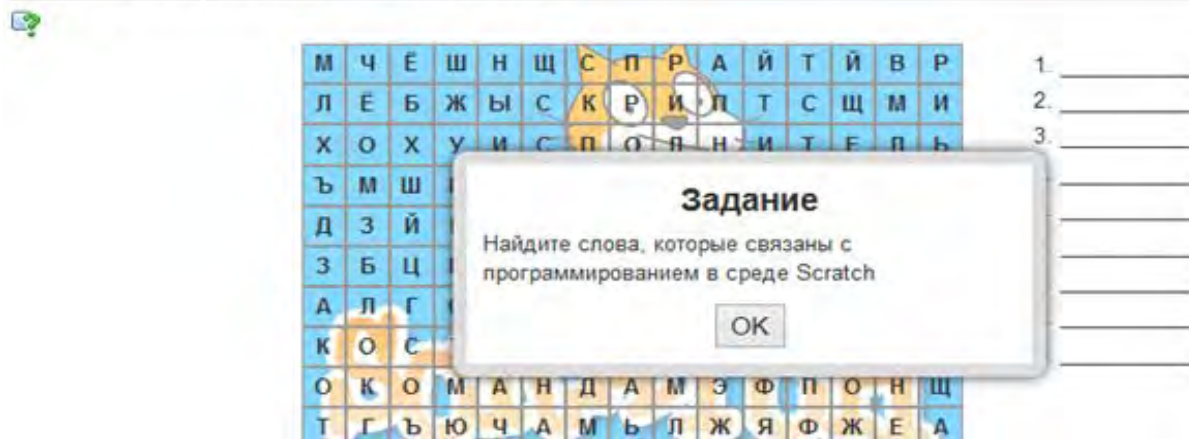 М Ч Ё Ш Н Щ С П Р А Й Т Й В Р
Л Ё Б Ж Ы С К Р И П Т С Щ М И
Х О Х У И С П О Л Н И Т Е Л Ь
Ъ М Ш
Д З Й
З Б Ц
А Л Г
К О С
О К О М А Н Д А М Э Ф П О Н Щ
Т Г Ъ Ю Ч А М Ь Л Ж Я Ф Ж Е А
Задание
Найдите слова, которые связаны с
программированием в среде Scratch
OK
1.
2.
3.